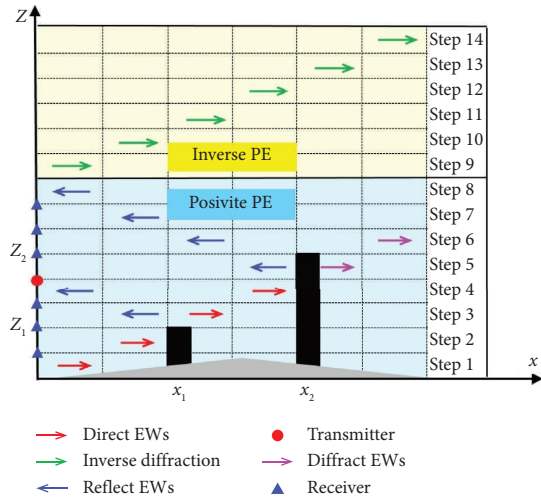 Z
Step 14
Step 13
Step 12
Step 11
Step 10
Inverse PE
Step 9
Step 8
Posivite PE
Step 7
Step 6
Z2
Step 5
Step 4
Z1
Step 3
Step 2
Step 1
x
x1
x2
Direct EWs
Transmitter
Inverse diffraction
Diffract EWs
Reflect EWs
Receiver